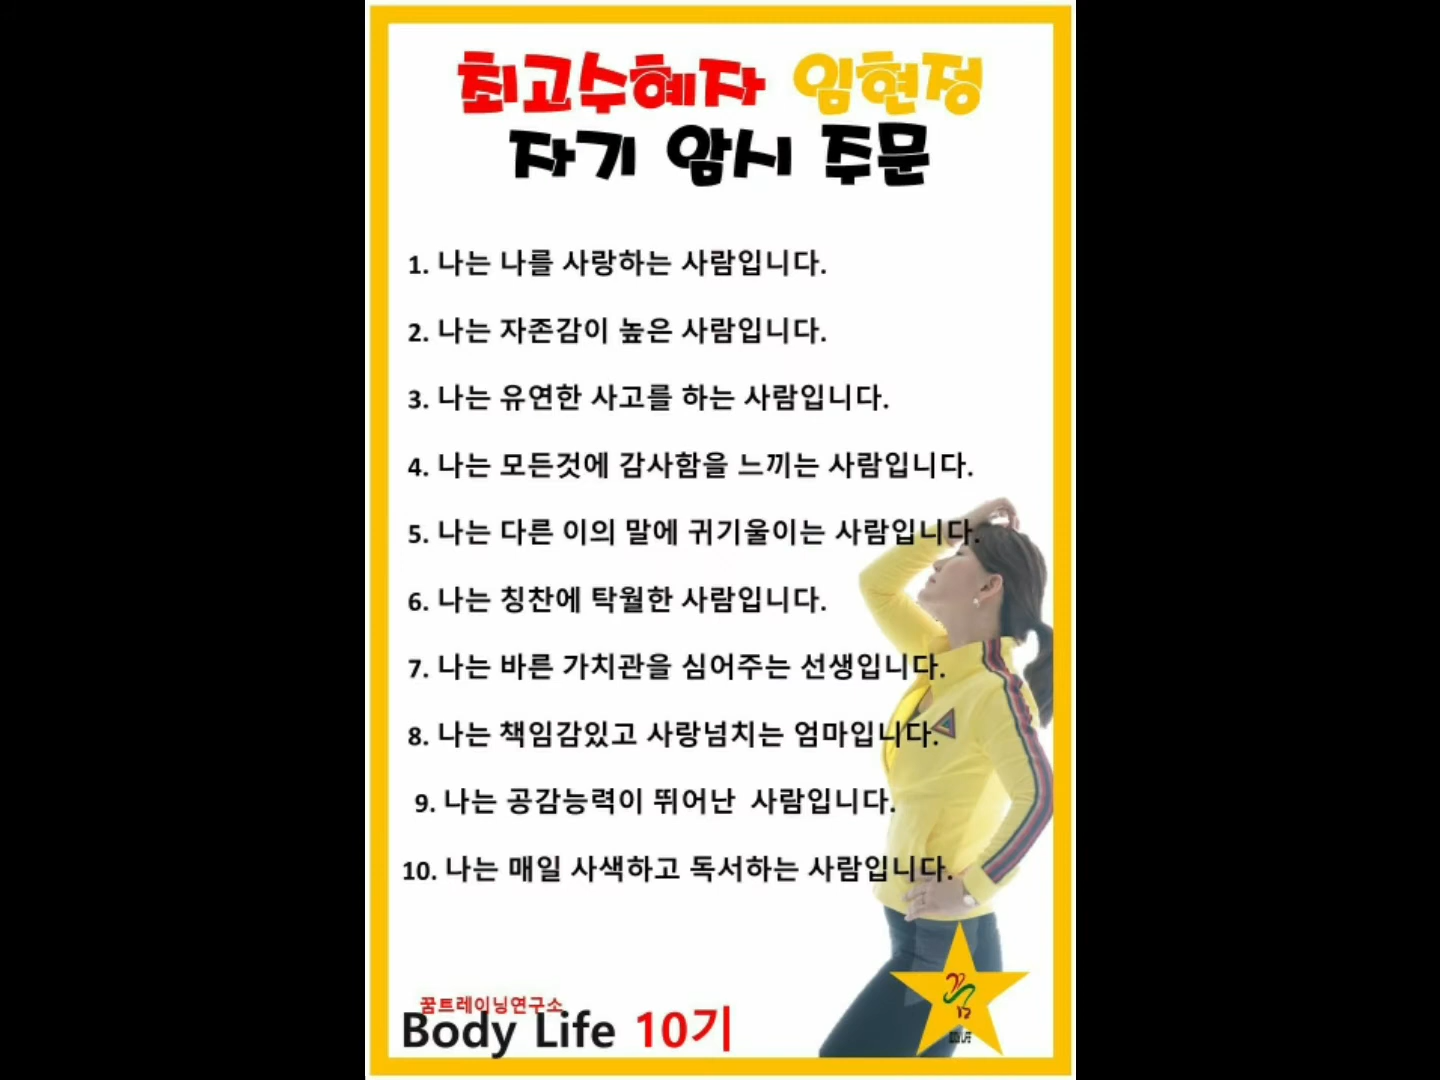 최고수혜자 임현정
자기 암시 주문
1. 나는 나를 사랑하는 사람입니다.
2. 나는 자존감이 높은 사람입니다.
3. 나는 유연한 사고를 하는 사람입니다.
4. 나는 모든것에 감사함을 느끼는 사람입니다.
5. 나는 다른 이의 말에 귀기울이는 사람입니다.
6. 나는 칭찬에 탁월한 사람입니다.
7. 나는 바른 가치관을 심어주는 선생입니다.
8. 나는 책임감있고 사랑넘치는 엄마입니다.
9. 나는 공감능력이 뛰어난 사람입니다.
10. 나는 매일 사색하고 독서하는 사람입니다.
꿈트레이닝연구소
Body Life 10기